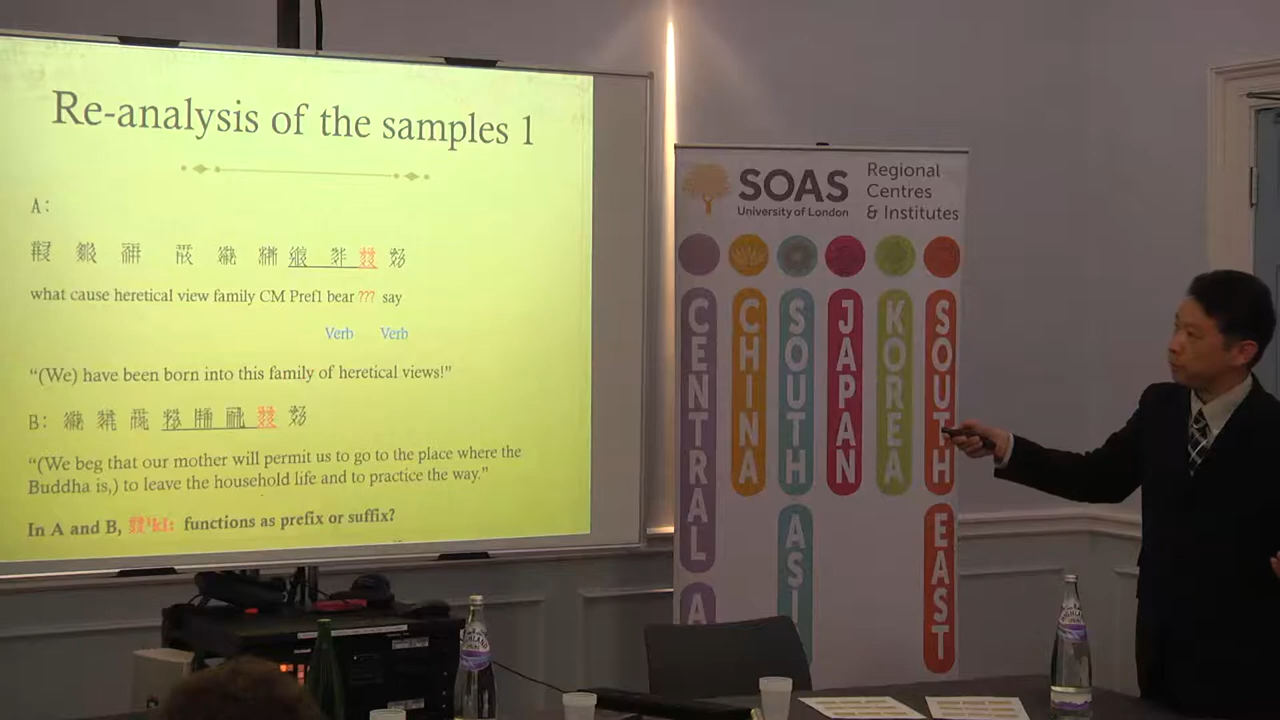 Re-analysis of the samples 1
A:
what cause heretical view family CM Pref1 bear ??? say
Verb Verb
“(We) have been born into this family of heretical views!”
B:
“(We beg that our mother will permit us to go to the place where the
Buddha is,) to leave the household life and to practice the way.”
In A and B, ¹kI: functions as prefix or suffix?
SOAS
University of London
Regional
Centres
& Institutes
CENTRAL A
CHINA
SOUTH ASI
JAPAN
KOREA
SOUTH EAST